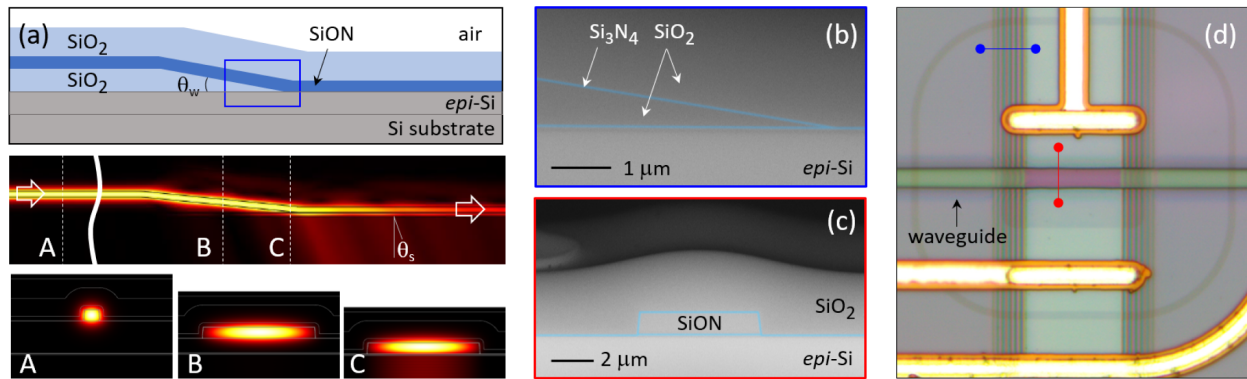 (a)
SiO2
SiON
air
SiO2
θw
epi-Si
Si substrate
A
B
C
θs
A
B
C
(b)
Si3N4
SiO2
1 μm
epi-Si
(c)
SiO2
SiON
2 μm
epi-Si
(d)
waveguide